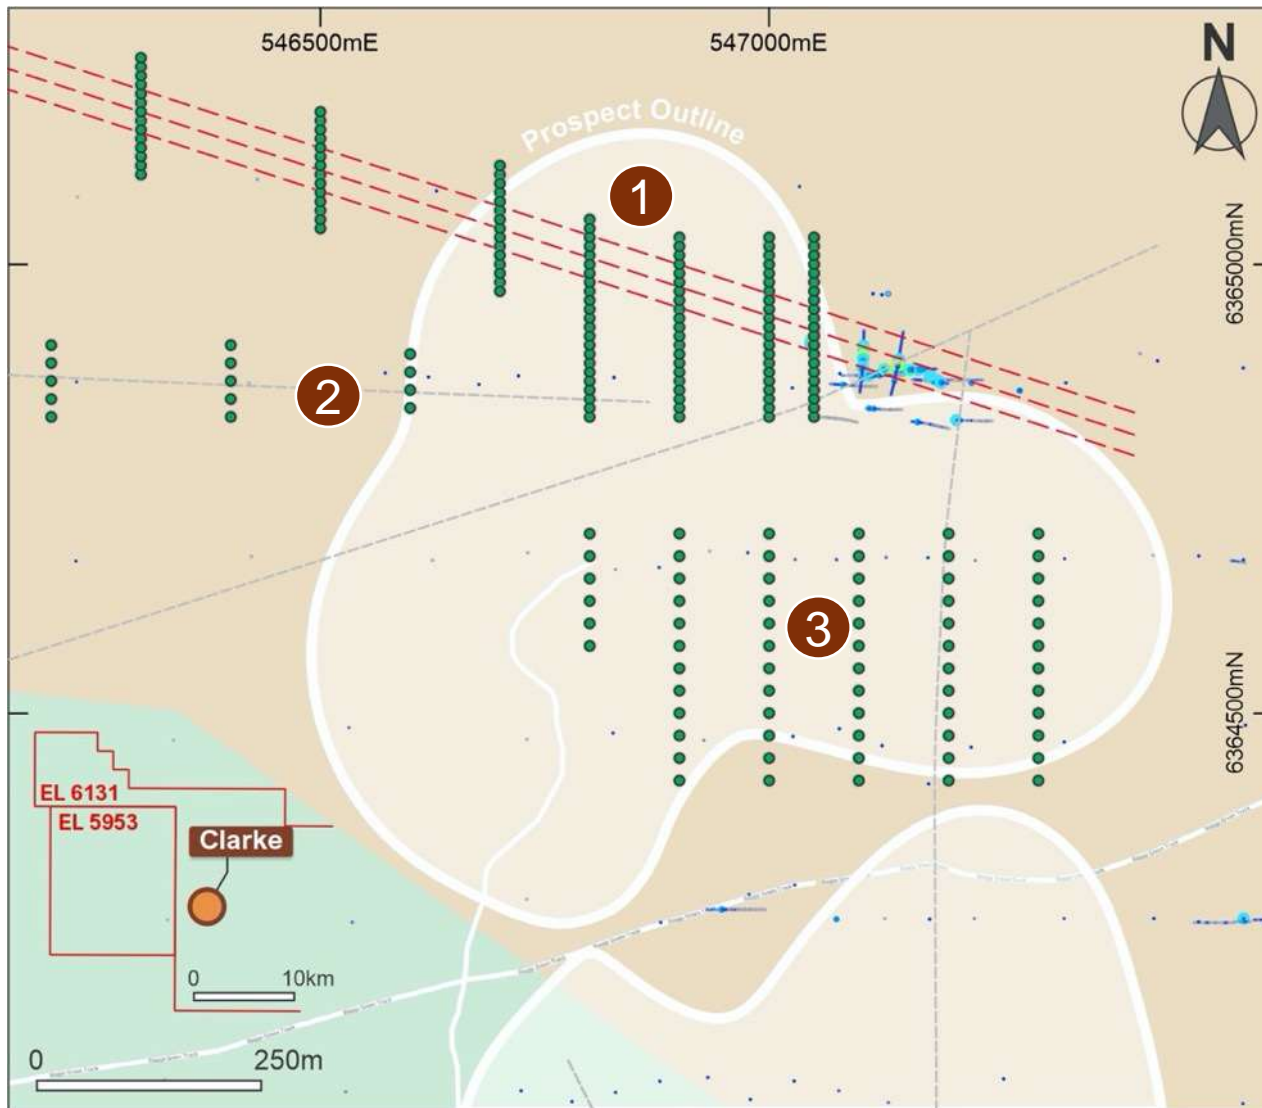 546500mE
547000mE
N
Prospect Outline
1
6365000mN
2
3
6364500mN
EL 6131
EL 5953
Clarke
0
10km
0
250m